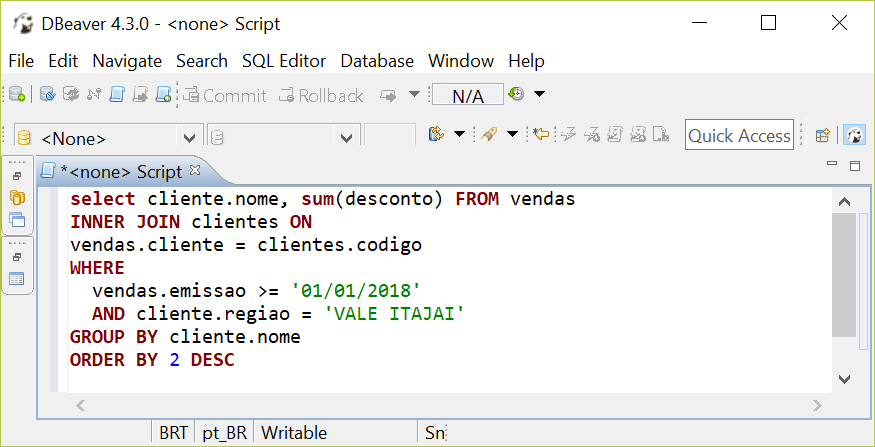 DBeaver 4.3.0 - <none> Script
File Edit Navigate Search SQL Editor Database Window Help
Commit Rollback N/A
<None> Quick Access
*<none> Script
select cliente.nome, sum(desconto) FROM vendas
INNER JOIN clientes ON
vendas.cliente = clientes.codigo
WHERE
vendas.emissao >= '01/01/2018'
AND cliente.regiao = 'VALE ITAJAI'
GROUP BY cliente.nome
ORDER BY 2 DESC
BRT pt_BR Writable Sn